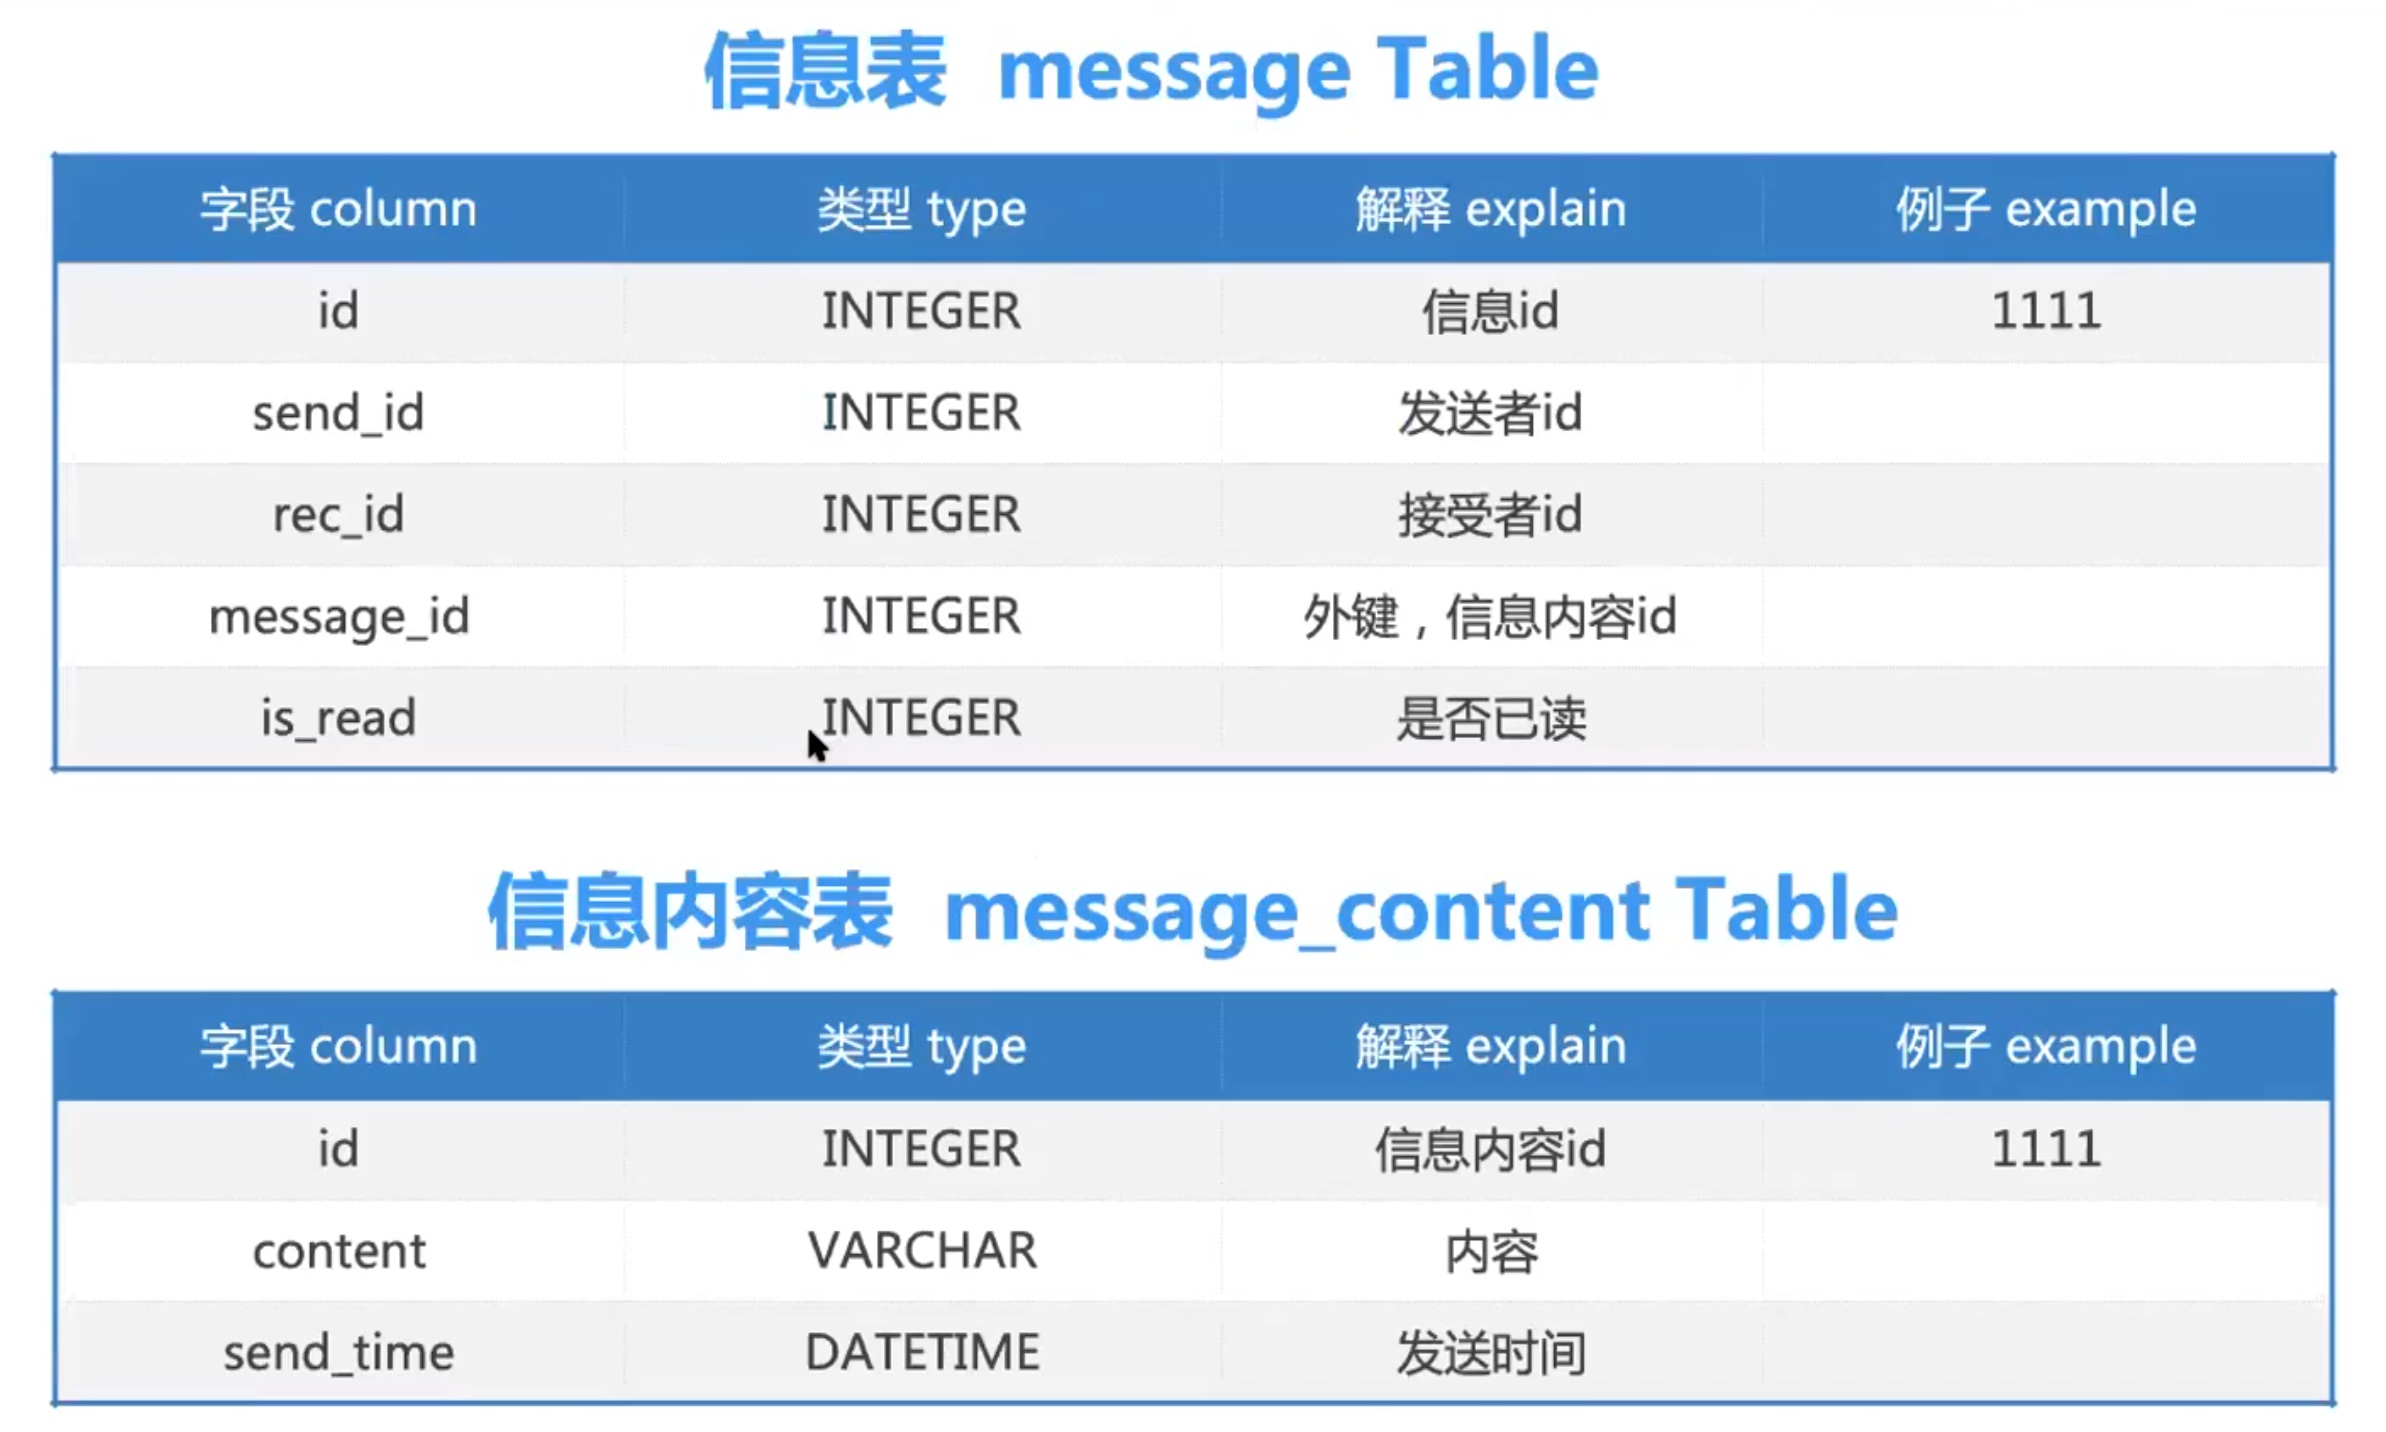 信息表 message Table
字段 column 类型 type 解释 explain 例子 example
id INTEGER 信息id 1111
send_id INTEGER 发送者id
rec_id INTEGER 接受者id
message_id INTEGER 外键，信息内容id
is_read INTEGER 是否已读
信息内容表 message_content Table
字段 column 类型 type 解释 explain 例子 example
id INTEGER 信息内容id 1111
content VARCHAR 内容
send_time DATETIME 发送时间